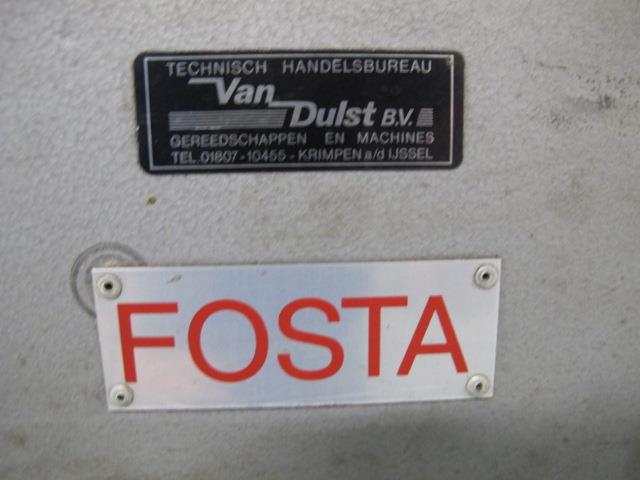 TECHNISCH HANDELSBUREAU
Van
Dulst B.V.
GEREEDSCHAPPEN EN MACHINES
TEL. 01807-10455 - KRIMPEN a/d IJSSEL
FOSTA